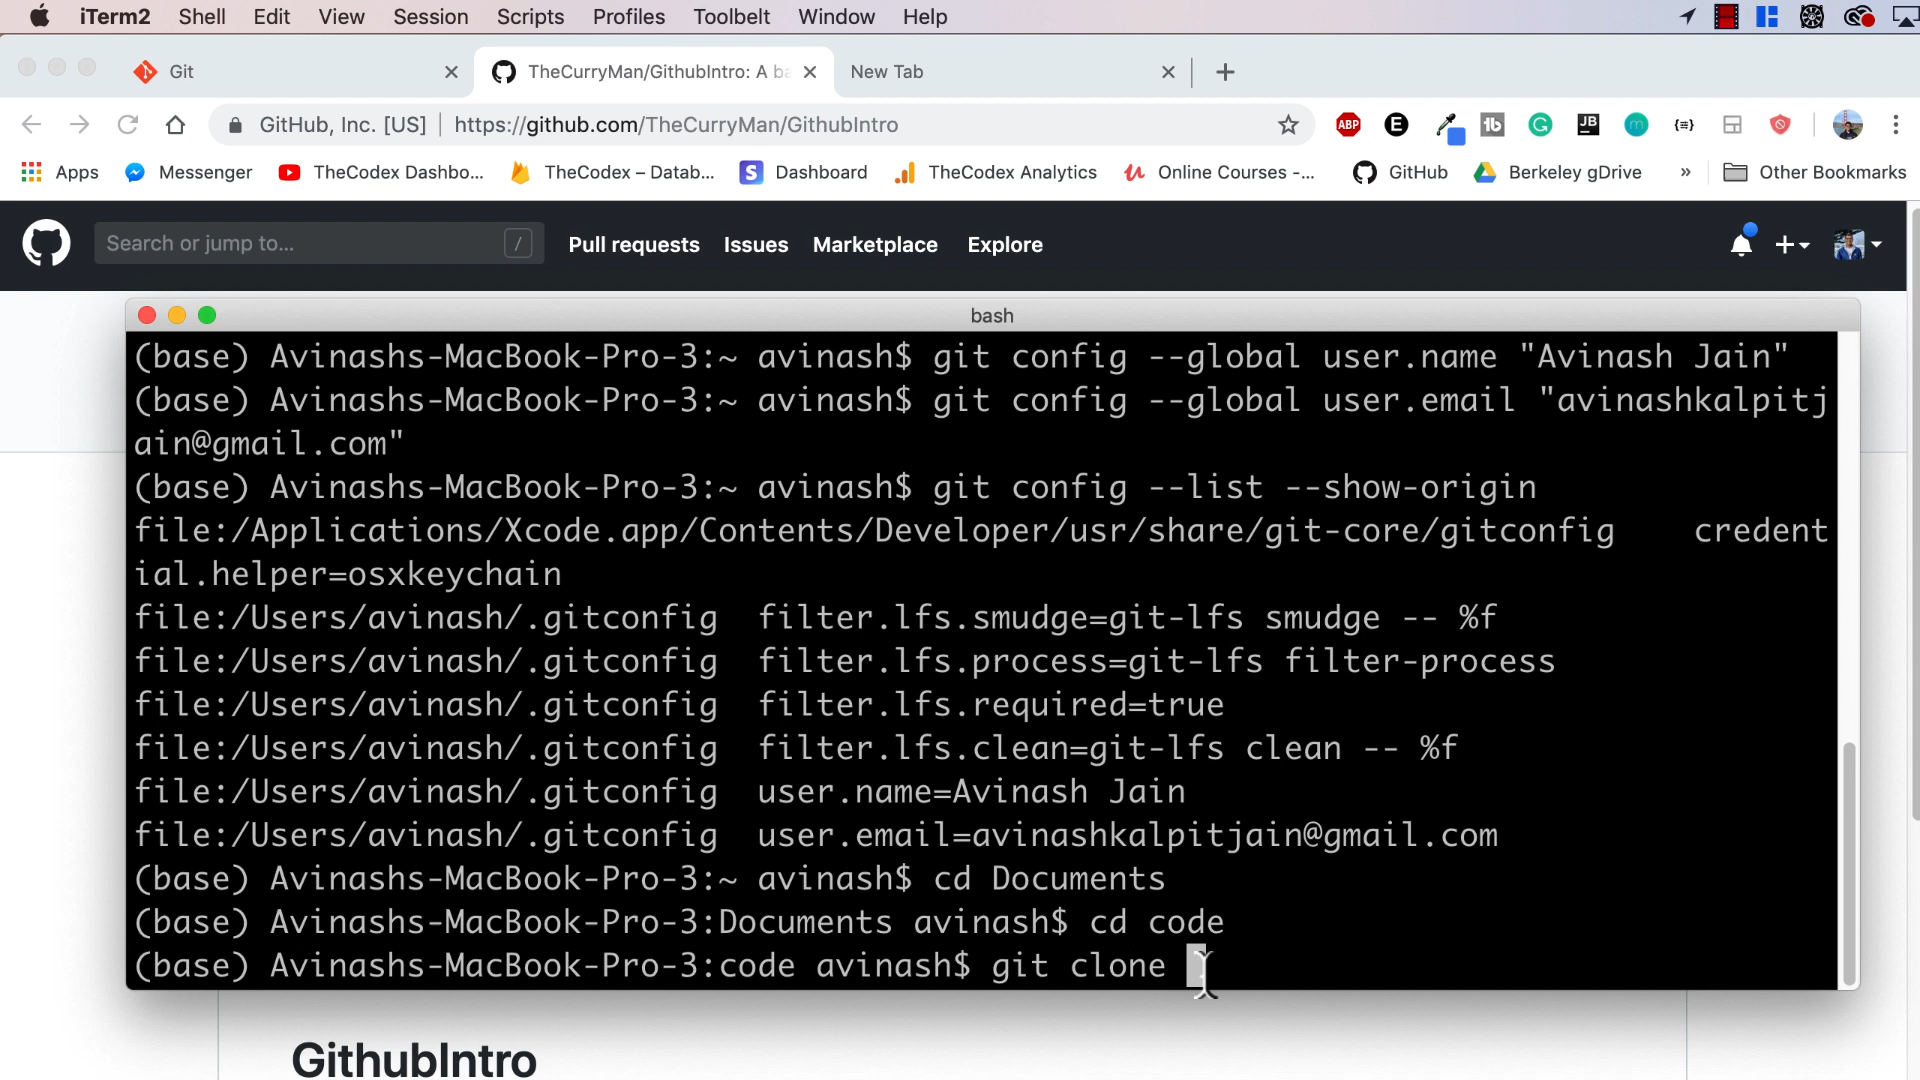 iTerm2 Shell Edit View Session Scripts Profiles Toolbelt Window Help
Git
TheCurryMan/GithubIntro: A ba
New Tab
GitHub, Inc. [US] | https://github.com/TheCurryMan/GithubIntro
ABP
E
tb
G
JB
m
Apps Messenger TheCodex Dashbo... TheCodex – Datab... S Dashboard TheCodex Analytics Online Courses -... GitHub Berkeley gDrive » Other Bookmarks
Search or jump to... / Pull requests Issues Marketplace Explore
bash
(base) Avinashs-MacBook-Pro-3:~ avinash$ git config --global user.name "Avinash Jain"
(base) Avinashs-MacBook-Pro-3:~ avinash$ git config --global user.email "avinashkalpitj
ain@gmail.com"
(base) Avinashs-MacBook-Pro-3:~ avinash$ git config --list --show-origin
file:/Applications/Xcode.app/Contents/Developer/usr/share/git-core/gitconfig credent
ial.helper=osxkeychain
file:/Users/avinash/.gitconfig filter.lfs.smudge=git-lfs smudge -- %f
file:/Users/avinash/.gitconfig filter.lfs.process=git-lfs filter-process
file:/Users/avinash/.gitconfig filter.lfs.required=true
file:/Users/avinash/.gitconfig filter.lfs.clean=git-lfs clean -- %f
file:/Users/avinash/.gitconfig user.name=Avinash Jain
file:/Users/avinash/.gitconfig user.email=avinashkalpitjain@gmail.com
(base) Avinashs-MacBook-Pro-3:~ avinash$ cd Documents
(base) Avinashs-MacBook-Pro-3:Documents avinash$ cd code
(base) Avinashs-MacBook-Pro-3:code avinash$ git clone
GithubIntro